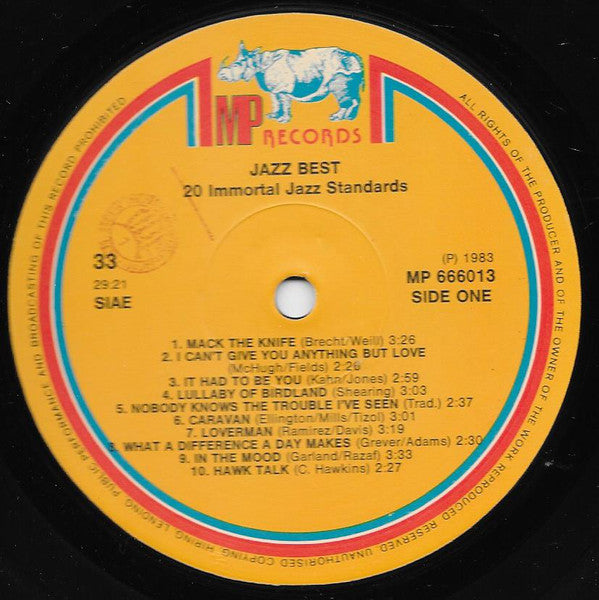 MP
RECORDS
JAZZ BEST
20 Immortal Jazz Standards
33
29:21
SIAE
(P) 1983
MP 666013
SIDE ONE
1. MACK THE KNIFE (Brecht/Weill) 3:26
2. I CAN'T GIVE YOU ANYTHING BUT LOVE
(McHugh/Fields) 2:26
3. IT HAD TO BE YOU (Kahn/Jones) 2:59
4. LULLABY OF BIRDLAND (Shearing) 3:03
5. NOBODY KNOWS THE TROUBLE I'VE SEEN (Trad.) 2:37
6. CARAVAN (Ellington/Mills/Tizol) 3:01
7. LOVERMAN (Ramirez/Davis) 3:19
8. WHAT A DIFFERENCE A DAY MAKES (Grever/Adams) 2:30
9. IN THE MOOD (Garland/Razaf) 3:33
10. HAWK TALK (C. Hawkins) 2:27
ALL RIGHTS OF THE PRODUCER AND OF THE OWNER OF THE WORK REPRODUCED RESERVED. UNAUTHORISED COPYING, HIRING, LENDING, PUBLIC PERFORMANCE AND BROADCASTING OF THIS RECORD PROHIBITED